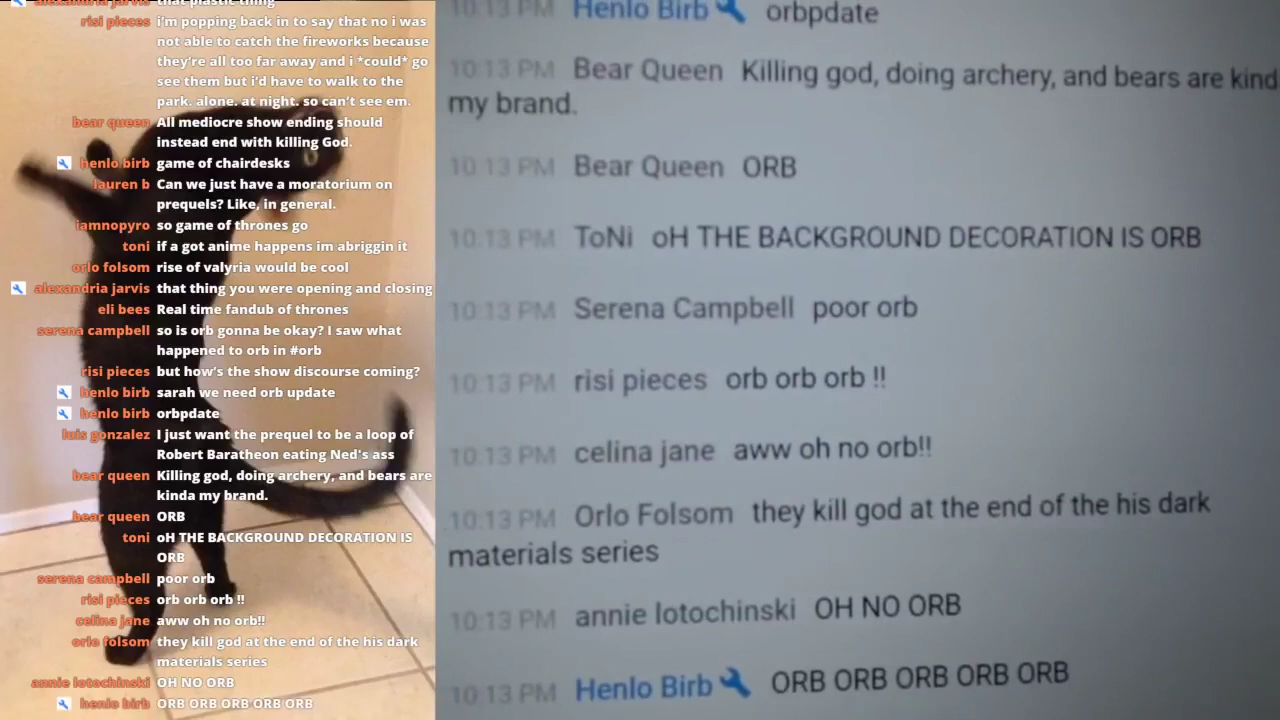 alexandria jarvis that plastic thing
risi pieces i'm popping back in to say that no i was
not able to catch the fireworks because
they're all too far away and i *could* go
see them but i'd have to walk to the
park. alone. at night. so can't see em.
bear queen All mediocre show ending should
instead end with killing God.
henlo birb game of chairdesks
lauren b Can we just have a moratorium on
prequels? Like, in general.
iamnopyro so game of thrones go
toni if a got anime happens im abriggin it
orlo folsom rise of valyria would be cool
alexandria jarvis that thing you were opening and closing
eli bees Real time fandub of thrones
serena campbell so is orb gonna be okay? I saw what
happened to orb in #orb
risi pieces but how's the show discourse coming?
henlo birb sarah we need orb update
henlo birb orbpdate
luis gonzalez I just want the prequel to be a loop of
Robert Baratheon eating Ned's ass
bear queen Killing god, doing archery, and bears are
kinda my brand.
bear queen ORB
toni oH THE BACKGROUND DECORATION IS
ORB
serena campbell poor orb
risi pieces orb orb orb !!
celina jane aww oh no orb!!
orlo folsom they kill god at the end of the his dark
materials series
annie lotochinski OH NO ORB
henlo birb ORB ORB ORB ORB ORB
10:13 PM Henlo Birb orbpdate
10:13 PM Bear Queen Killing god, doing archery, and bears are kind
my brand.
10:13 PM Bear Queen ORB
10:13 PM ToNi oH THE BACKGROUND DECORATION IS ORB
10:13 PM Serena Campbell poor orb
10:13 PM risi pieces orb orb orb !!
10:13 PM celina jane aww oh no orb!!
10:13 PM Orlo Folsom they kill god at the end of the his dark
materials series
10:13 PM annie lotochinski OH NO ORB
10:13 PM Henlo Birb ORB ORB ORB ORB ORB